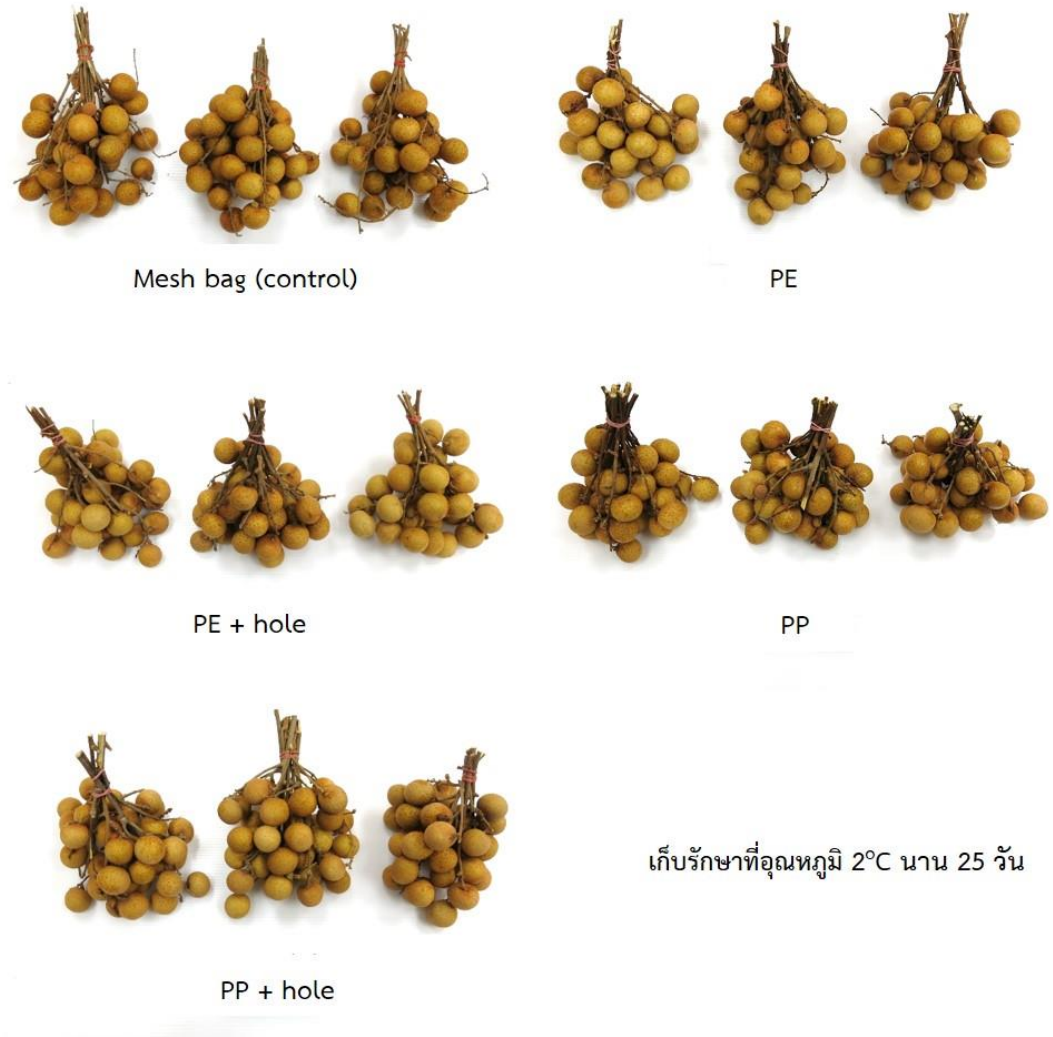 Mesh bag (control)
PE
PE + hole
PP
PP + hole
เก็บรักษาที่อุณหภูมิ 2°C นาน 25 วัน